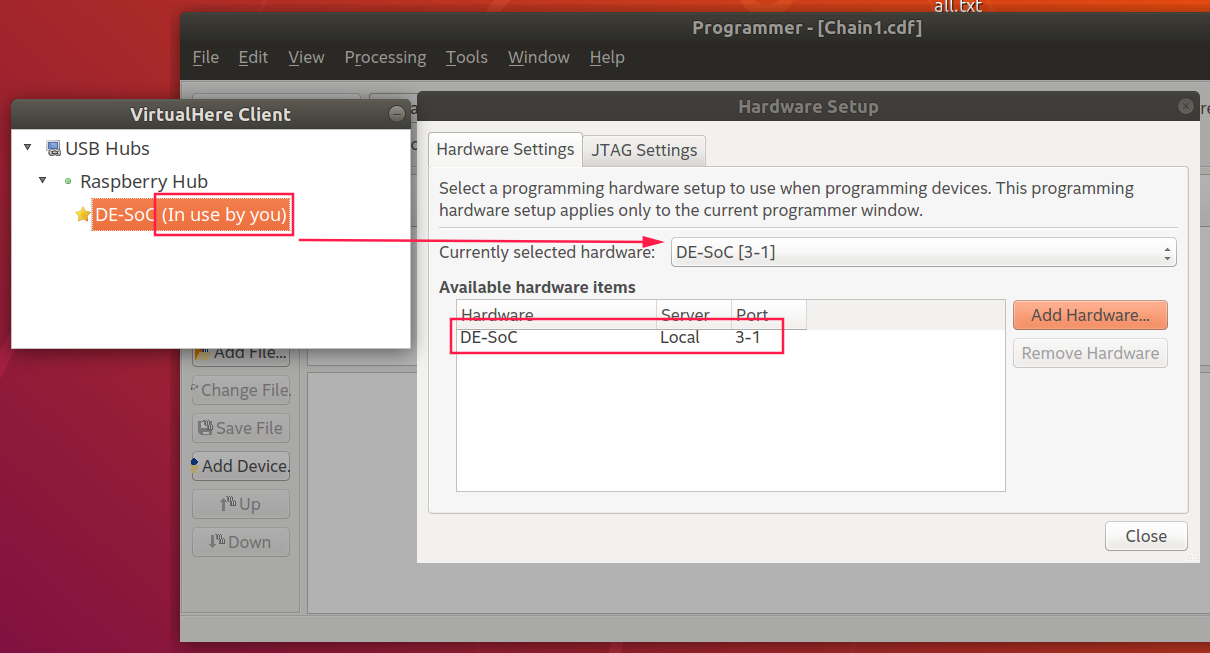 all.txt
Programmer - [Chain1.cdf]
File Edit View Processing Tools Window Help
VirtualHere Client
USB Hubs
Raspberry Hub
DE-SoC (In use by you)
Hardware Setup
Hardware Settings JTAG Settings
Select a programming hardware setup to use when programming devices. This programming
hardware setup applies only to the current programmer window.
Currently selected hardware: DE-SoC [3-1]
Available hardware items
Hardware Server Port
DE-SoC Local 3-1
Add Hardware...
Remove Hardware
Close
Add File...
Change File.
Save File
Add Device.
Up
Down